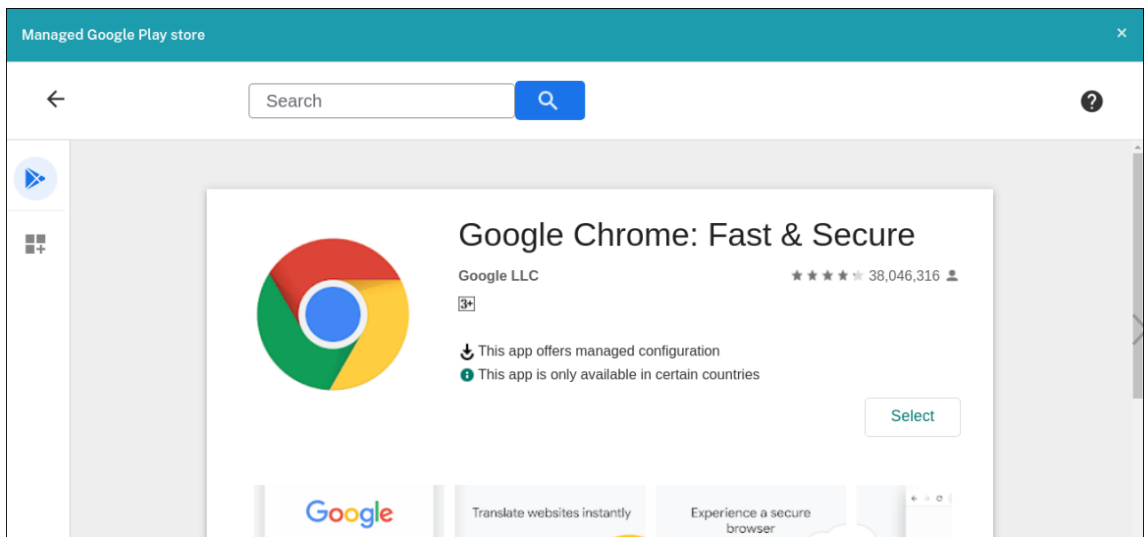 Managed Google Play store
Search
Google Chrome: Fast & Secure
Google LLC
38,046,316
3+
This app offers managed configuration
This app is only available in certain countries
Select
Google
Translate websites instantly
Experience a secure
browser